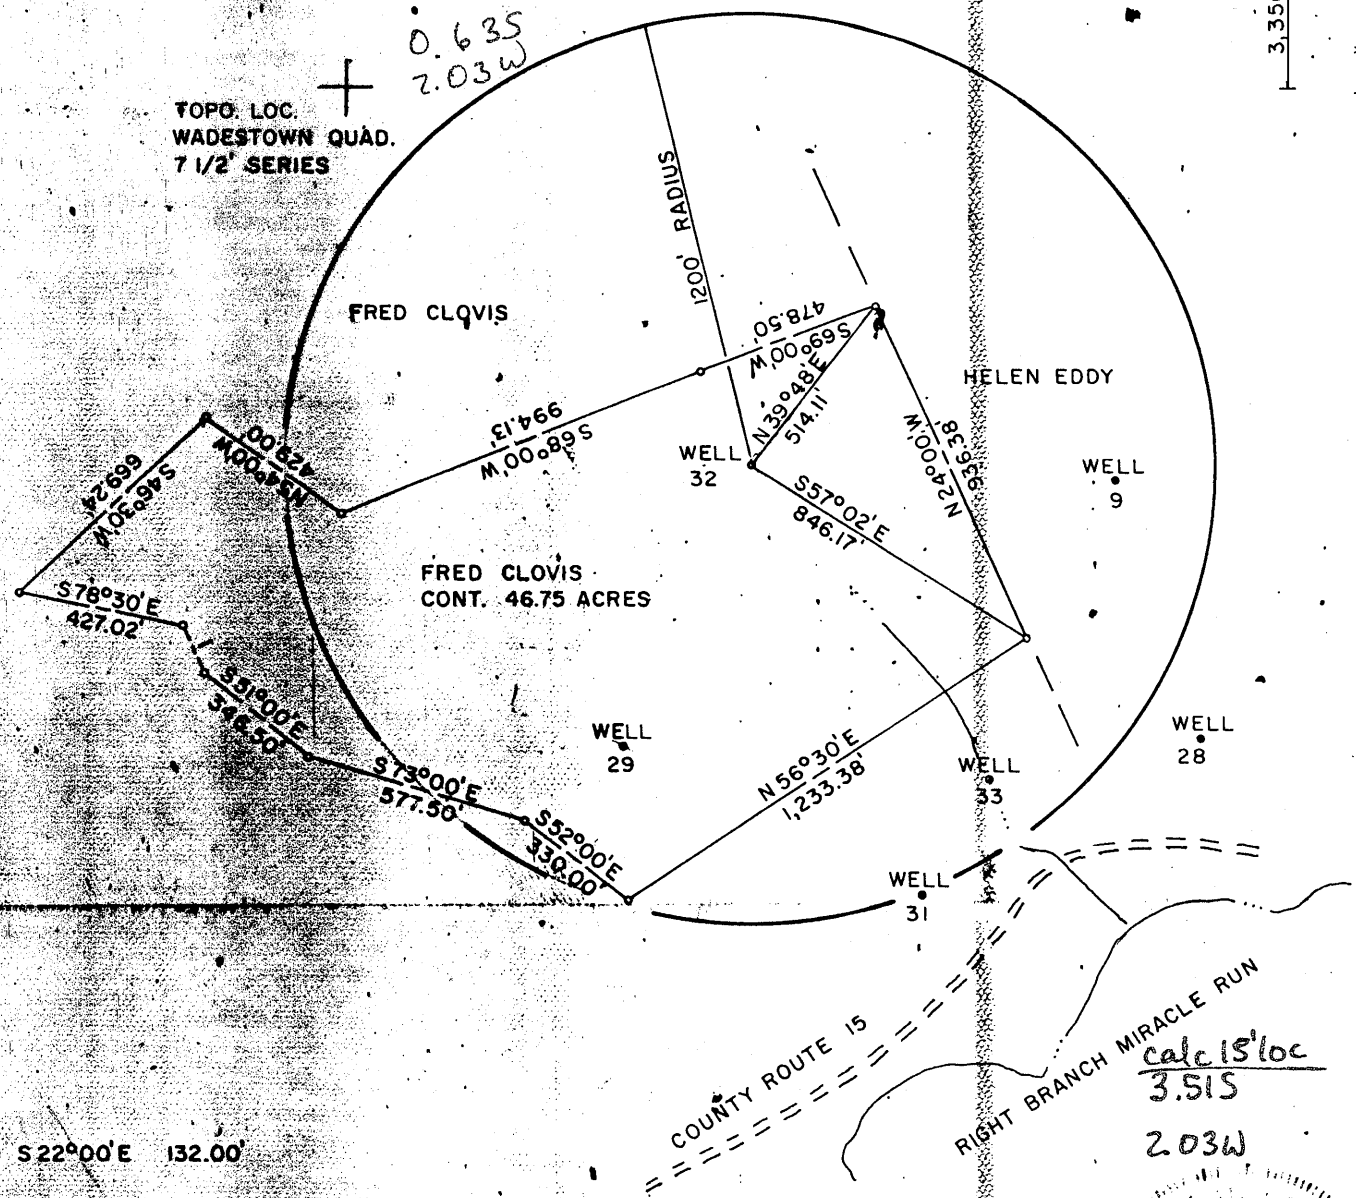 0.63S
2.03W
3,35
TOPO. LOC.
WADESTOWN QUAD.
7 1/2' SERIES
1200' RADIUS
FRED CLOVIS
478.50'
S69°00'W
N39°48'E
514.11'
HELEN EDDY
994.13'
S68°00'W
429.00'
N54°00'W
669.24'
S46°30'W
N24°00'W
936.38
WELL
32
WELL
9
S57°02'E
846.17'
FRED CLOVIS
CONT. 46.75 ACRES
S78°30'E
427.02'
1
S51°00'E
346.50'
WELL
29
WELL
28
N56°30'E
1,233.38'
WELL
33
S73°00'E
577.50'
S52°00'E
330.00'
WELL
31
COUNTY ROUTE 15
RIGHT BRANCH MIRACLE RUN
calc 15' loc
3.51S
2.03W
S22°00'E 132.00'